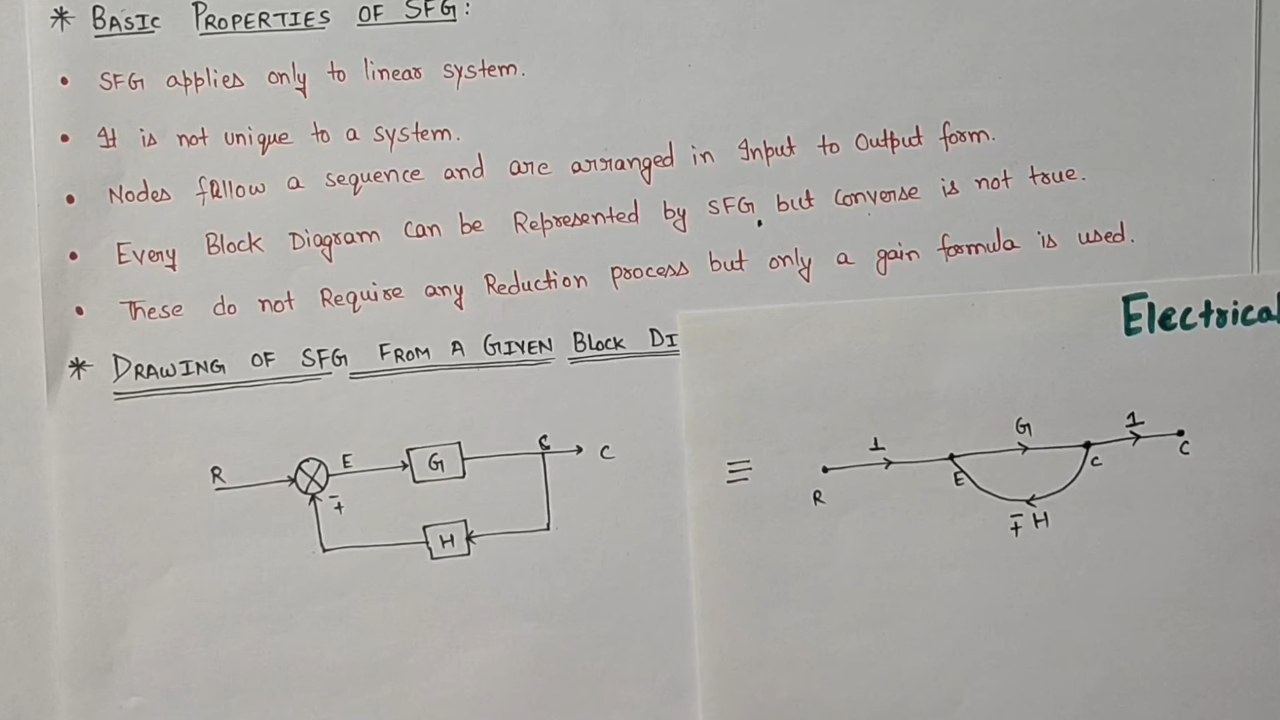 * BASIC PROPERTIES OF SFG:
• SFG applies only to linear system.
• It is not unique to a system.
• Nodes follow a sequence and are arranged in Input to Output form.
• Every Block Diagram can be Represented by SFG, but converse is not true.
• These do not Require any Reduction process but only a gain formula is used.
Electrical
* DRAWING OF SFG FROM A GIVEN BLOCK DI
R E G C C
∓
H
≡
R 1 E G C 1 C
∓ H